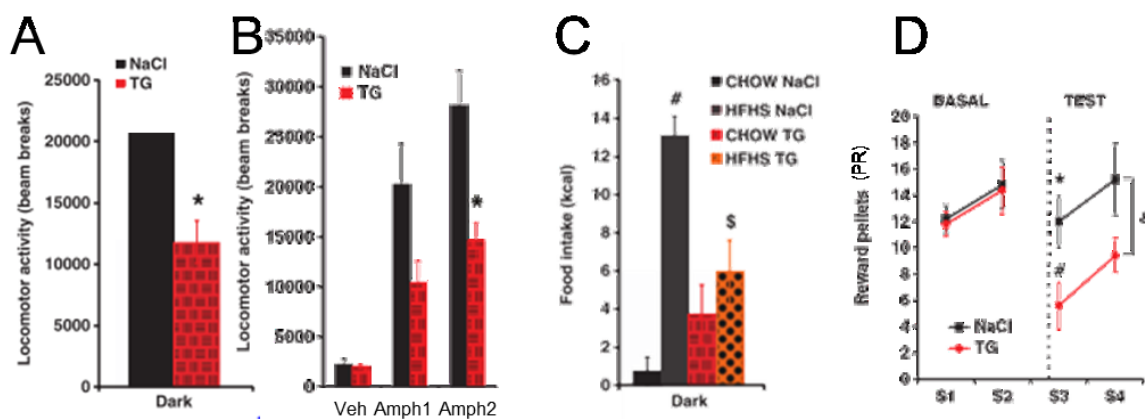 A
Locomotor activity (beam breaks)
25000
20000
15000
10000
5000
0
NaCl
TG
*
Dark
B
Locomotor activity (beam breaks)
35000
30000
25000
20000
15000
10000
5000
0
NaCl
TG
*
Veh Amph1 Amph2
C
Food intake (kcal)
16
14
12
10
8
6
4
2
0
CHOW NaCl
HFHS NaCl
CHOW TG
HFHS TG
#
$
Dark
D
BASAL TEST
Reward pellets (PR)
20
18
16
14
12
10
8
6
4
2
0
*
#
NaCl
TG
S1 S2 S3 S4